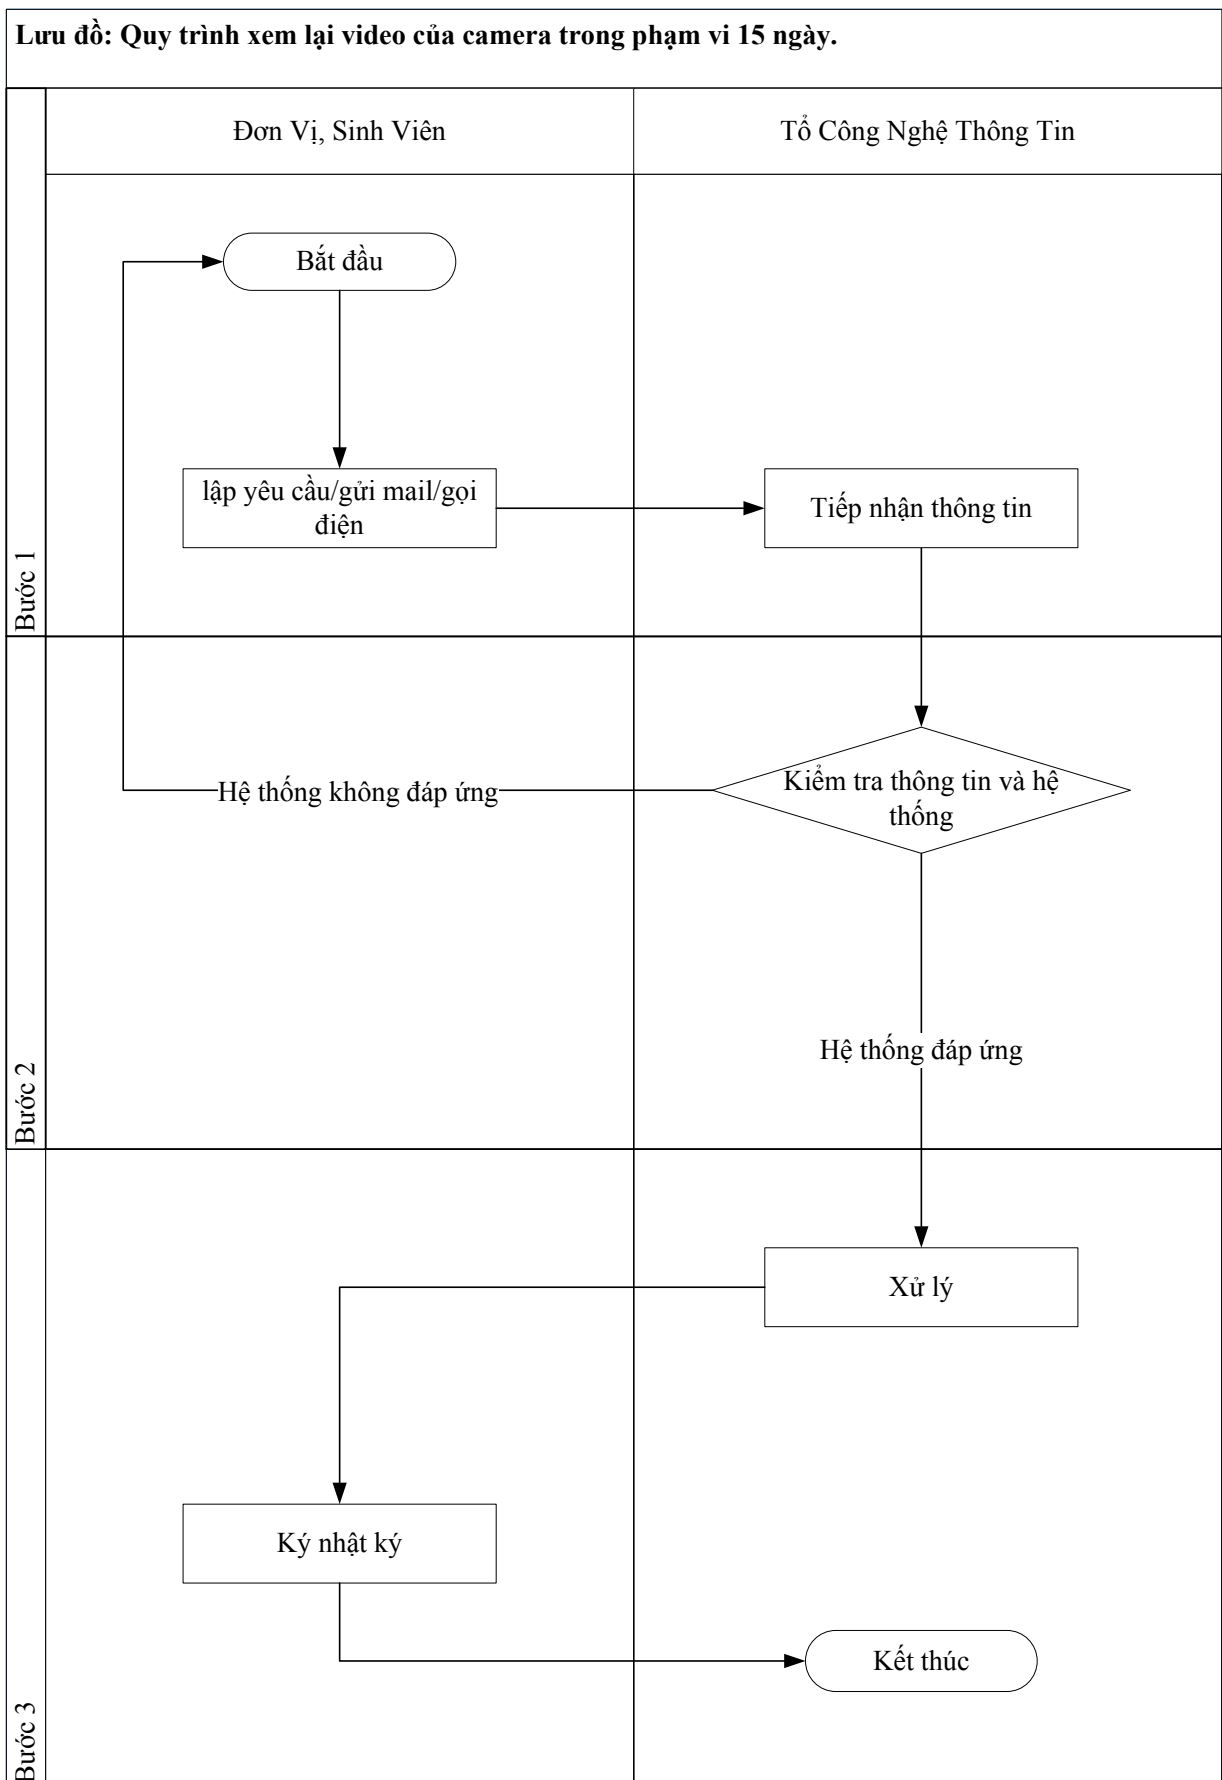 Lưu đồ: Quy trình xem lại video của camera trong phạm vi 15 ngày.
Đơn Vị, Sinh Viên
Tổ Công Nghệ Thông Tin
Bắt đầu
lập yêu cầu/gửi mail/gọi
điện
Tiếp nhận thông tin
Bước 1
Hệ thống không đáp ứng
Kiểm tra thông tin và hệ
thống
Hệ thống đáp ứng
Bước 2
Xử lý
Ký nhật ký
Kết thúc
Bước 3